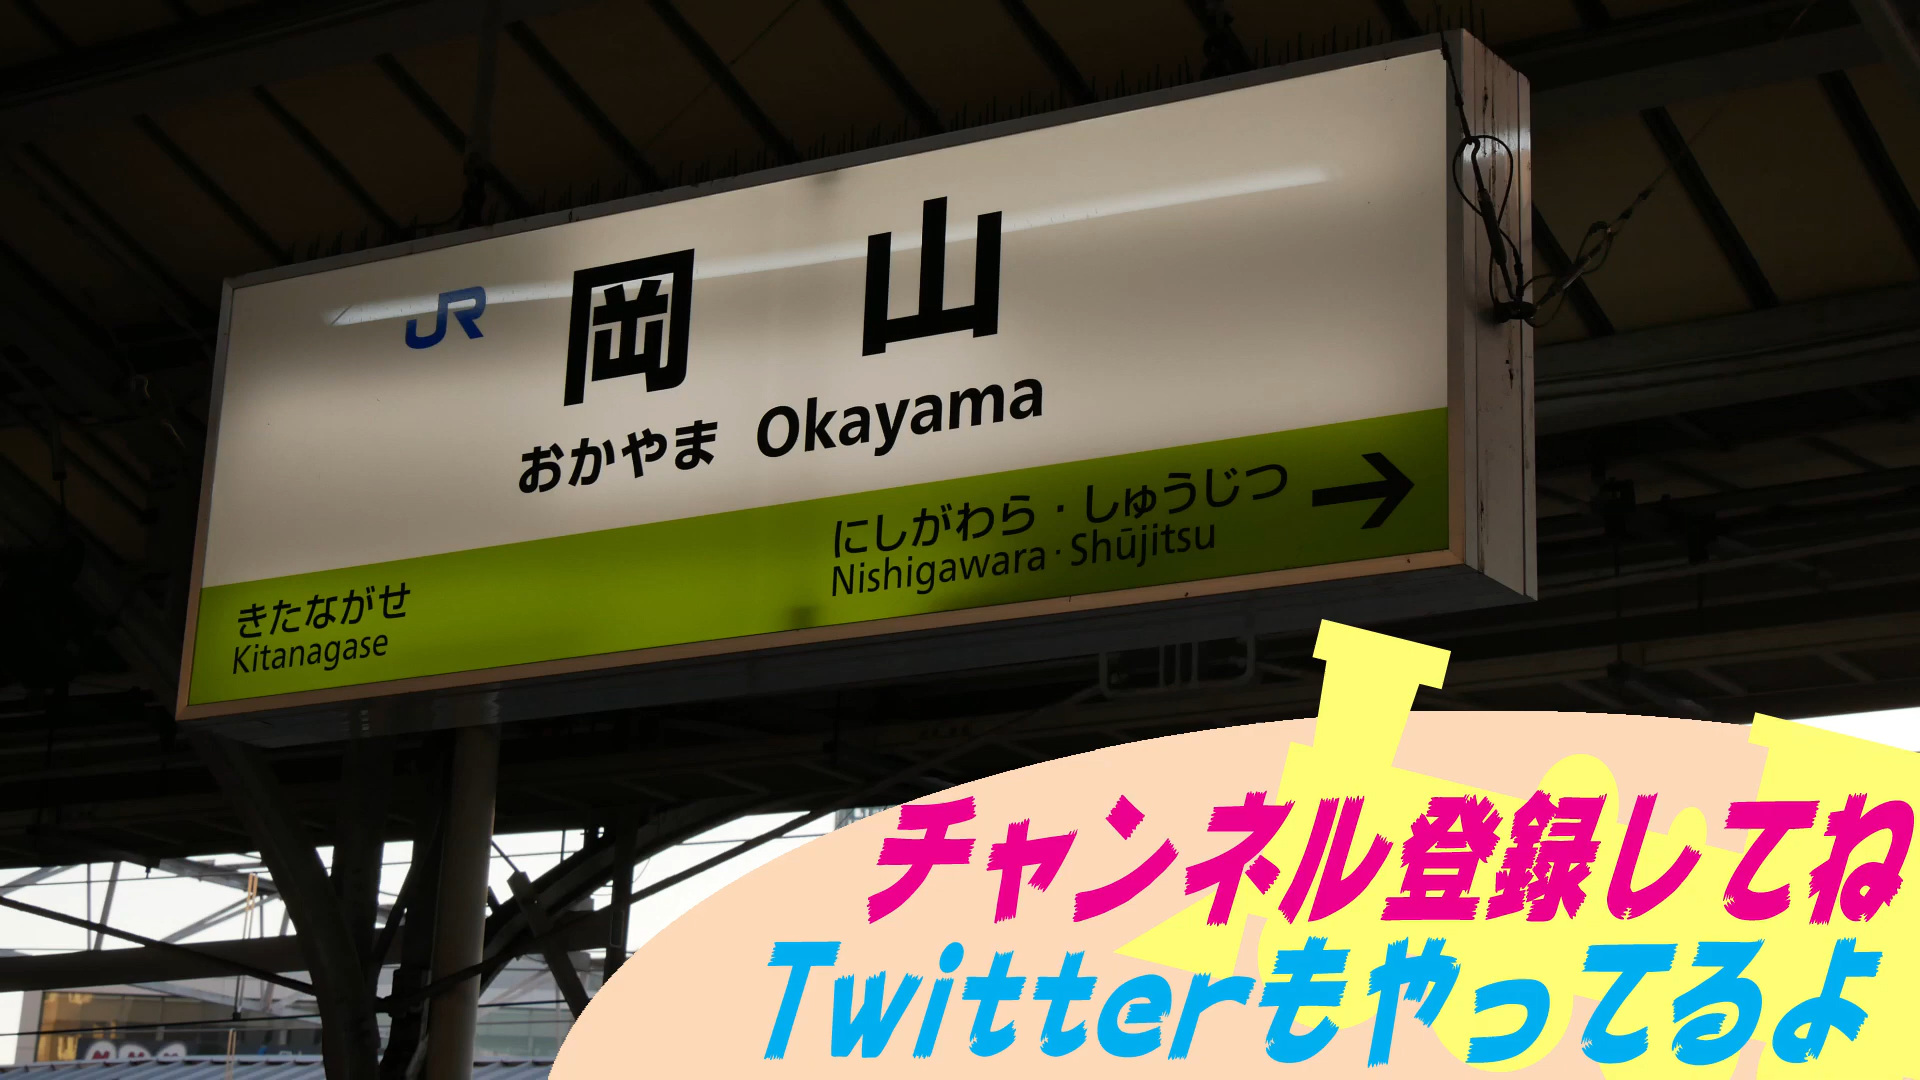 JR 岡山
おかやま Okayama
にしがわら・しゅうじつ →
Nishigawara・Shūjitsu
きたながせ
Kitanagase
チャンネル登録してね
Twitterもやってるよ